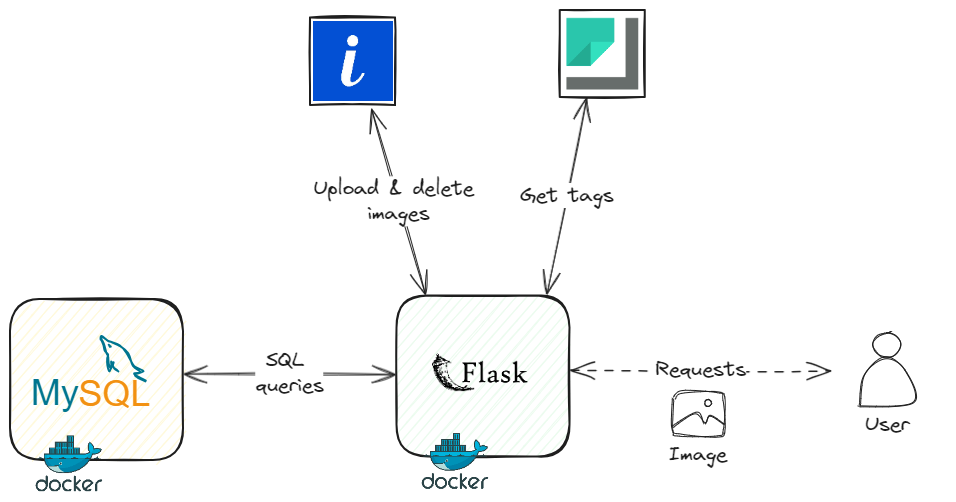 i
Upload & delete
images
Get tags
MySQL
docker
SQL
queries
Flask
docker
Requests
Image
User